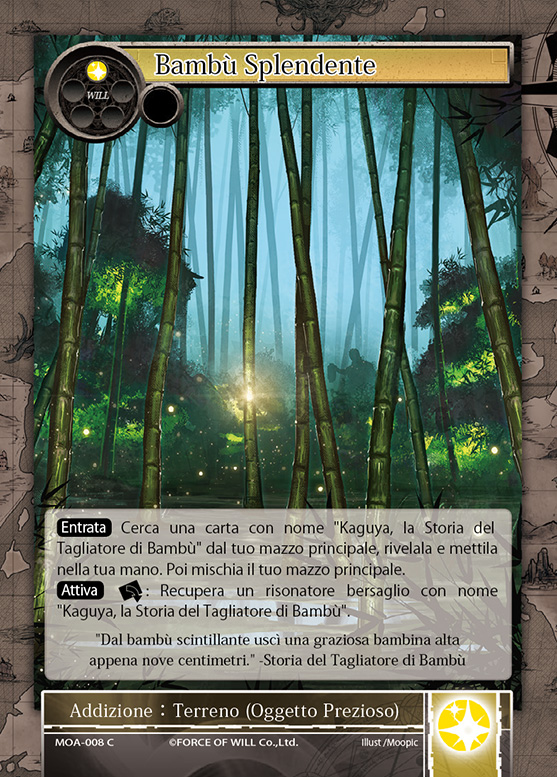 Bambù Splendente
WILL
Entrata Cerca una carta con nome "Kaguya, la Storia del
Tagliatore di Bambù" dal tuo mazzo principale, rivelala e mettila
nella tua mano. Poi mischia il tuo mazzo principale.
Attiva : Recupera un risonatore bersaglio con nome
"Kaguya, la Storia del Tagliatore di Bambù".
"Dal bambù scintillante uscì una graziosa bambina alta
appena nove centimetri." -Storia del Tagliatore di Bambù
Addizione : Terreno (Oggetto Prezioso)
MOA-008 C ©FORCE OF WILL Co.,Ltd. Illust /Moopic